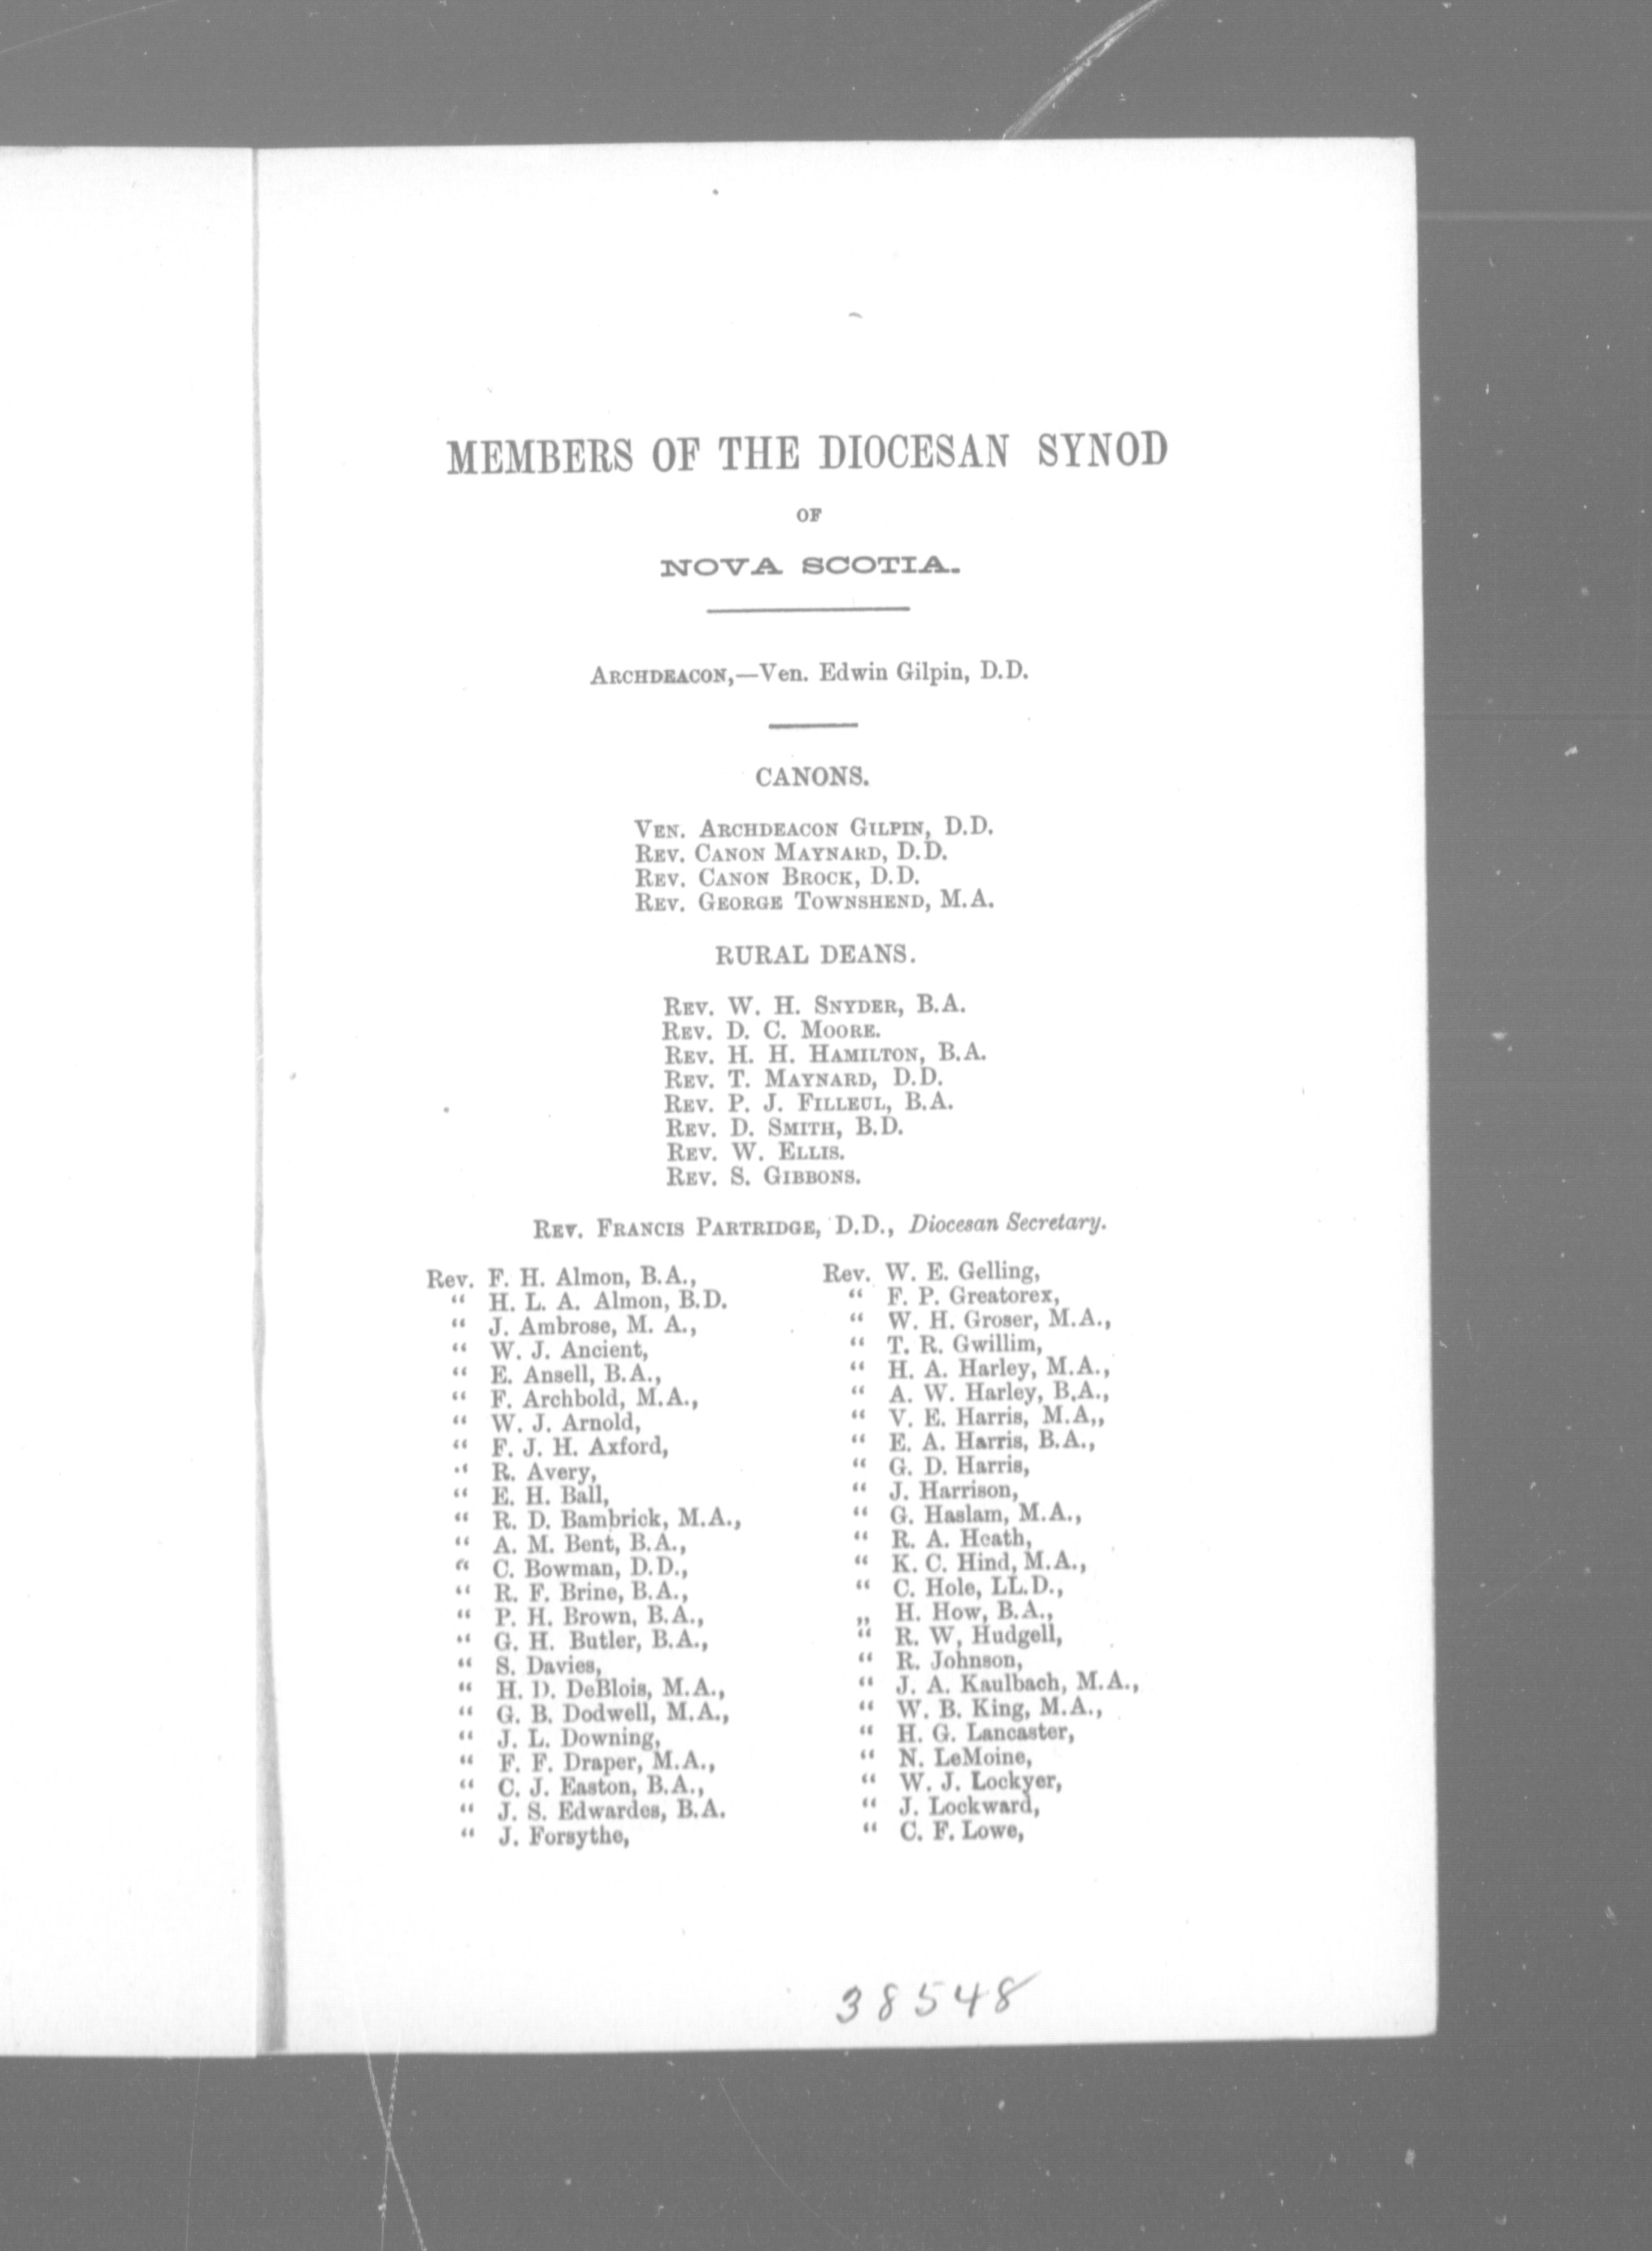 MEMBERS OF THE DIOCESAN SYNOD
OF
NOVA SCOTIA.
ARCHDEACON,—Ven. Edwin Gilpin, D.D.
CANONS.
VEN. ARCHDEACON GILPIN, D.D.
REV. CANON MAYNARD, D.D.
REV. CANON BROCK, D.D.
REV. GEORGE TOWNSHEND, M.A.
RURAL DEANS.
REV. W. H. SNYDER, B.A.
REV. D. C. MOORE.
REV. H. H. HAMILTON, B.A.
REV. T. MAYNARD, D.D.
REV. P. J. FILLEUL, B.A.
REV. D. SMITH, B.D.
REV. W. ELLIS.
REV. S. GIBBONS.
REV. FRANCIS PARTRIDGE, D.D., Diocesan Secretary.
Rev. F. H. Almon, B.A.,
“ H. L. A. Almon, B.D.
“ J. Ambrose, M. A.,
“ W. J. Ancient,
“ E. Ansell, B.A.,
“ F. Archbold, M.A.,
“ W. J. Arnold,
“ F. J. H. Axford,
“ R. Avery,
“ E. H. Ball,
“ R. D. Bambrick, M.A.,
“ A. M. Bent, B.A.,
“ C. Bowman, D.D.,
“ R. F. Brine, B.A.,
“ P. H. Brown, B.A.,
“ G. H. Butler, B.A.,
“ S. Davies,
“ H. D. DeBlois, M.A.,
“ G. B. Dodwell, M.A.,
“ J. L. Downing,
“ F. F. Draper, M.A.,
“ C. J. Easton, B.A.,
“ J. S. Edwardes, B.A.
“ J. Forsythe,
Rev. W. E. Gelling,
“ F. P. Greatorex,
“ W. H. Groser, M.A.,
“ T. R. Gwillim,
“ H. A. Harley, M.A.,
“ A. W. Harley, B.A.,
“ V. E. Harris, M.A,,
“ E. A. Harris, B.A.,
“ G. D. Harris,
“ J. Harrison,
“ G. Haslam, M.A.,
“ R. A. Heath,
“ K. C. Hind, M.A.,
“ C. Hole, LL.D.,
„ H. How, B.A.,
“ R. W, Hudgell,
“ R. Johnson,
“ J. A. Kaulbach, M.A.,
“ W. B. King, M.A.,
“ H. G. Lancaster,
“ N. LeMoine,
“ W. J. Lockyer,
“ J. Lockward,
“ C. F. Lowe,
38548